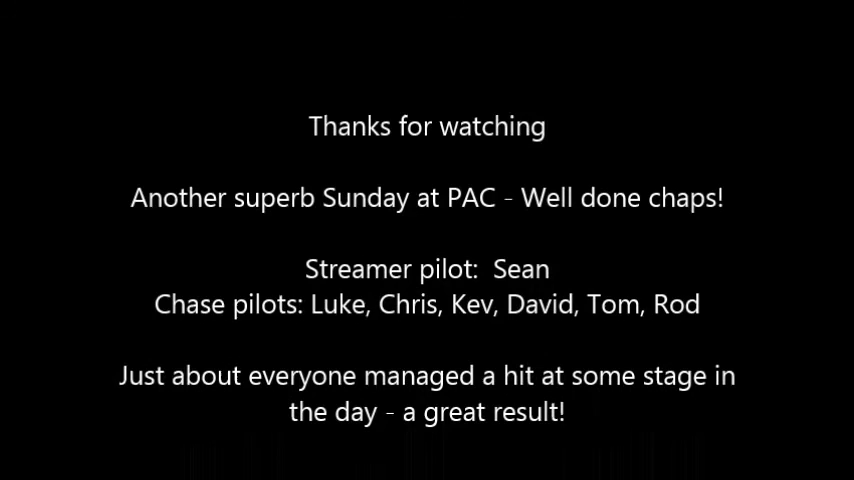 Thanks for watching
Another superb Sunday at PAC - Well done chaps!
Streamer pilot:  Sean
Chase pilots: Luke, Chris, Kev, David, Tom, Rod
Just about everyone managed a hit at some stage in
the day - a great result!